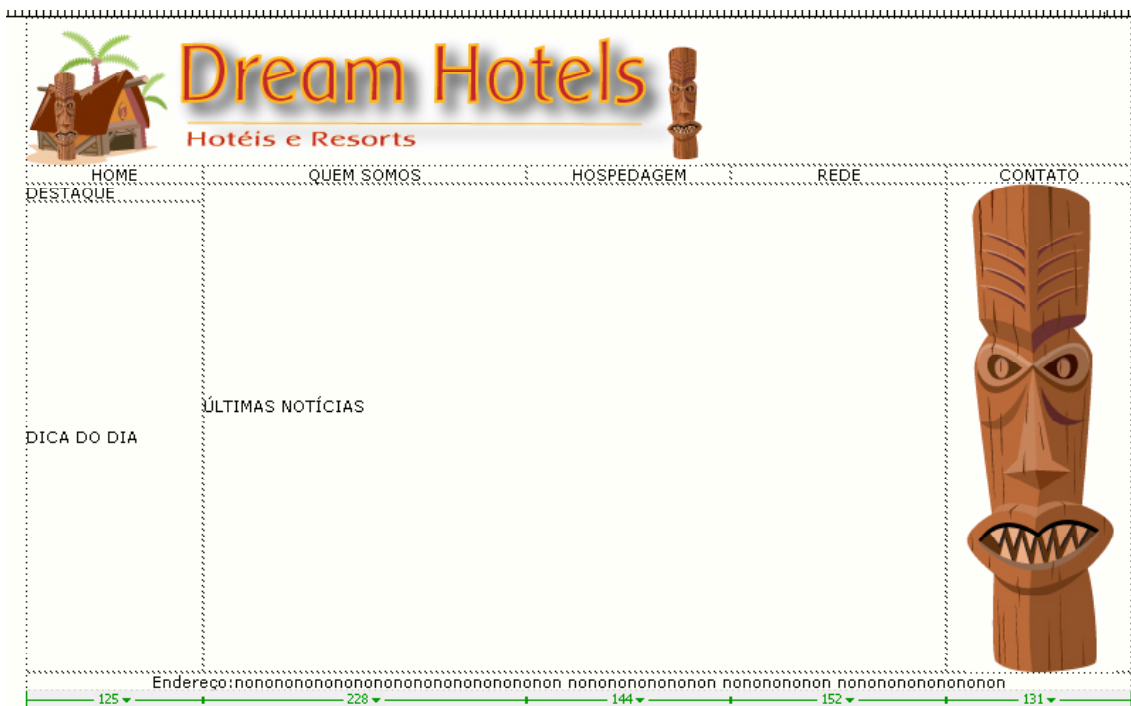 Dream Hotels
Hotéis e Resorts
HOME QUEM SOMOS HOSPEDAGEM REDE CONTATO
DESTAQUE
ÚLTIMAS NOTÍCIAS
DICA DO DIA
Endereço:nononononononononononononononon nonononononon nonononon nononononononon
125 228 144 152 131